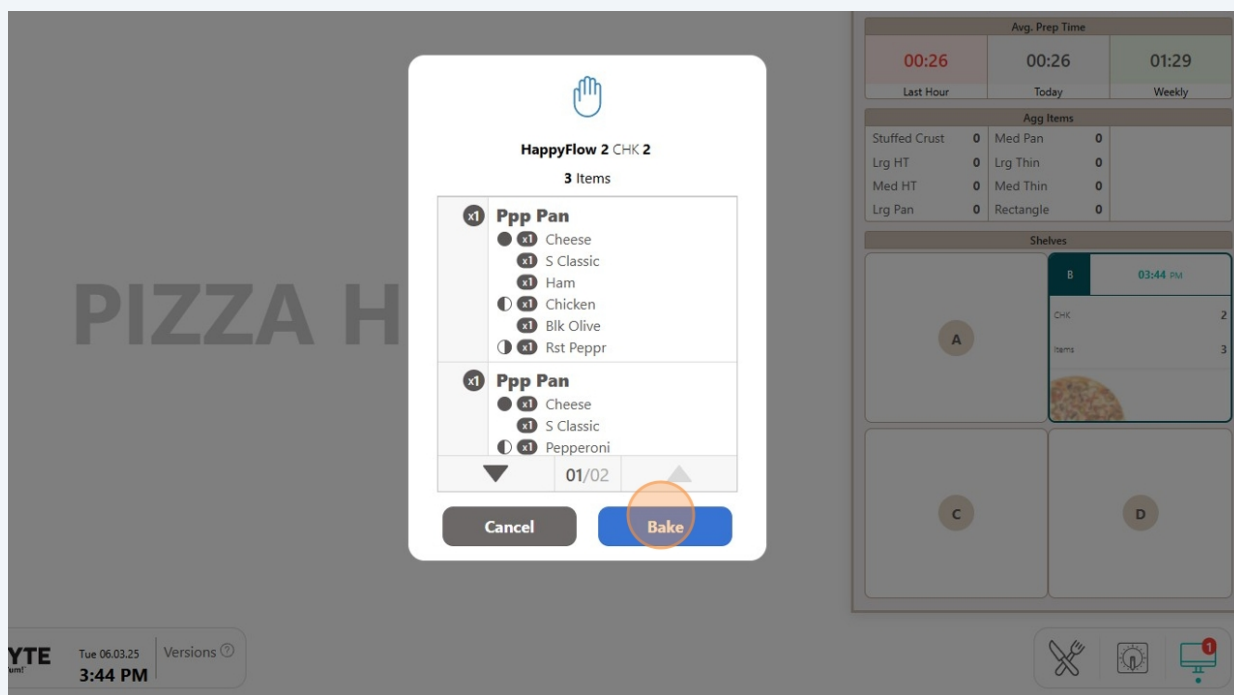 Avg. Prep Time
00:26 00:26 01:29
Last Hour Today Weekly
Agg Items
Stuffed Crust 0 Med Pan 0
Lrg HT 0 Lrg Thin 0
Med HT 0 Med Thin 0
Lrg Pan 0 Rectangle 0
Shelves
A
B 03:44 PM
CHK 2
Items 3
C
D
PIZZA H
HappyFlow 2 CHK 2
3 Items
x1 Ppp Pan
x1 Cheese
x1 S Classic
x1 Ham
x1 Chicken
x1 Blk Olive
x1 Rst Peppr
x1 Ppp Pan
x1 Cheese
x1 S Classic
x1 Pepperoni
01/02
Cancel Bake
YTE
Tue 06.03.25
3:44 PM
Versions ?
1